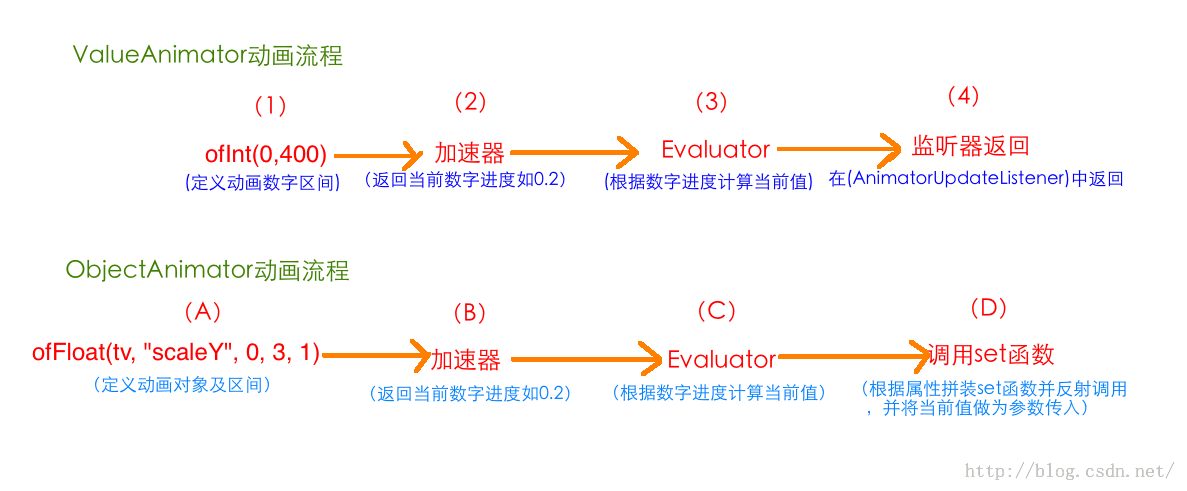 ValueAnimator动画流程
(1)
(2)
(3)
(4)
ofInt(0,400)
加速器
Evaluator
监听器返回
(定义动画数字区间)
(返回当前数字进度如0.2)
(根据数字进度计算当前值)
在(AnimatorUpdateListener)中返回
ObjectAnimator动画流程
(A)
(B)
(C)
(D)
ofFloat(tv, "scaleY", 0, 3, 1)
加速器
Evaluator
调用set函数
(定义动画对象及区间)
(返回当前数字进度如0.2)
(根据数字进度计算当前值)
(根据属性拼装set函数并反射调用
,并将当前值做为参数传入)
http://blog.csdn.net/